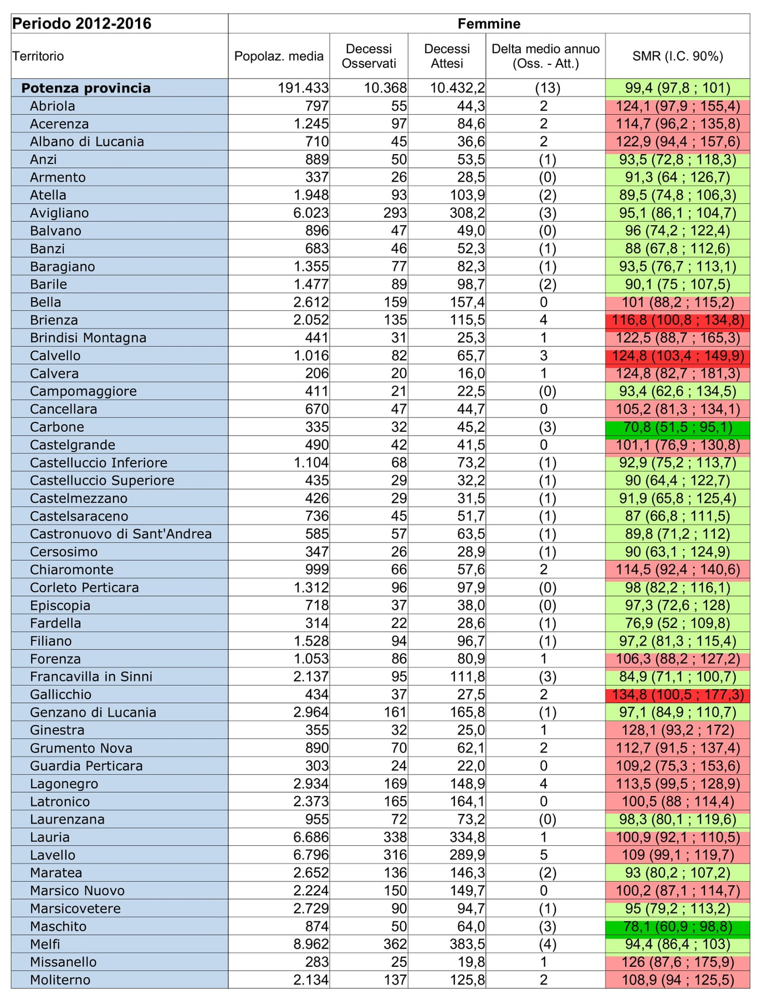 Periodo 2012-2016 Femmine
Territorio Popolaz. media Decessi Osservati Decessi Attesi Delta medio annuo (Oss. - Att.) SMR (I.C. 90%)
Potenza provincia 191.433 10.368 10.432,2 (13) 99,4 (97,8 ; 101)
Abriola 797 55 44,3 2 124,1 (97,9 ; 155,4)
Acerenza 1.245 97 84,6 2 114,7 (96,2 ; 135,8)
Albano di Lucania 710 45 36,6 2 122,9 (94,4 ; 157,6)
Anzi 889 50 53,5 (1) 93,5 (72,8 ; 118,3)
Armento 337 26 28,5 (0) 91,3 (64 ; 126,7)
Atella 1.948 93 103,9 (2) 89,5 (74,8 ; 106,3)
Avigliano 6.023 293 308,2 (3) 95,1 (86,1 ; 104,7)
Balvano 896 47 49,0 (0) 96 (74,2 ; 122,4)
Banzi 683 46 52,3 (1) 88 (67,8 ; 112,6)
Baragiano 1.355 77 82,3 (1) 93,5 (76,7 ; 113,1)
Barile 1.477 89 98,7 (2) 90,1 (75 ; 107,5)
Bella 2.612 159 157,4 0 101 (88,2 ; 115,2)
Brienza 2.052 135 115,5 4 116,8 (100,8 ; 134,8)
Brindisi Montagna 441 31 25,3 1 122,5 (88,7 ; 165,3)
Calvello 1.016 82 65,7 3 124,8 (103,4 ; 149,9)
Calvera 206 20 16,0 1 124,8 (82,7 ; 181,3)
Campomaggiore 411 21 22,5 (0) 93,4 (62,6 ; 134,5)
Cancellara 670 47 44,7 0 105,2 (81,3 ; 134,1)
Carbone 335 32 45,2 (3) 70,8 (51,5 ; 95,1)
Castelgrande 490 42 41,5 0 101,1 (76,9 ; 130,8)
Castelluccio Inferiore 1.104 68 73,2 (1) 92,9 (75,2 ; 113,7)
Castelluccio Superiore 435 29 32,2 (1) 90 (64,4 ; 122,7)
Castelmezzano 426 29 31,5 (1) 91,9 (65,8 ; 125,4)
Castelsaraceno 736 45 51,7 (1) 87 (66,8 ; 111,5)
Castronuovo di Sant'Andrea 585 57 63,5 (1) 89,8 (71,2 ; 112)
Cersosimo 347 26 28,9 (1) 90 (63,1 ; 124,9)
Chiaromonte 999 66 57,6 2 114,5 (92,4 ; 140,6)
Corleto Perticara 1.312 96 97,9 (0) 98 (82,2 ; 116,1)
Episcopia 718 37 38,0 (0) 97,3 (72,6 ; 128)
Fardella 314 22 28,6 (1) 76,9 (52 ; 109,8)
Filiano 1.528 94 96,7 (1) 97,2 (81,3 ; 115,4)
Forenza 1.053 86 80,9 1 106,3 (88,2 ; 127,2)
Francavilla in Sinni 2.137 95 111,8 (3) 84,9 (71,1 ; 100,7)
Gallicchio 434 37 27,5 2 134,8 (100,5 ; 177,3)
Genzano di Lucania 2.964 161 165,8 (1) 97,1 (84,9 ; 110,7)
Ginestra 355 32 25,0 1 128,1 (93,2 ; 172)
Grumento Nova 890 70 62,1 2 112,7 (91,5 ; 137,4)
Guardia Perticara 303 24 22,0 0 109,2 (75,3 ; 153,6)
Lagonegro 2.934 169 148,9 4 113,5 (99,5 ; 128,9)
Latronico 2.373 165 164,1 0 100,5 (88 ; 114,4)
Laurenzana 955 72 73,2 (0) 98,3 (80,1 ; 119,6)
Lauria 6.686 338 334,8 1 100,9 (92,1 ; 110,5)
Lavello 6.796 316 289,9 5 109 (99,1 ; 119,7)
Maratea 2.652 136 146,3 (2) 93 (80,2 ; 107,2)
Marsico Nuovo 2.224 150 149,7 0 100,2 (87,1 ; 114,7)
Marsicovetere 2.729 90 94,7 (1) 95 (79,2 ; 113,2)
Maschito 874 50 64,0 (3) 78,1 (60,9 ; 98,8)
Melfi 8.962 362 383,5 (4) 94,4 (86,4 ; 103)
Missanello 283 25 19,8 1 126 (87,6 ; 175,9)
Moliterno 2.134 137 125,8 2 108,9 (94 ; 125,5)